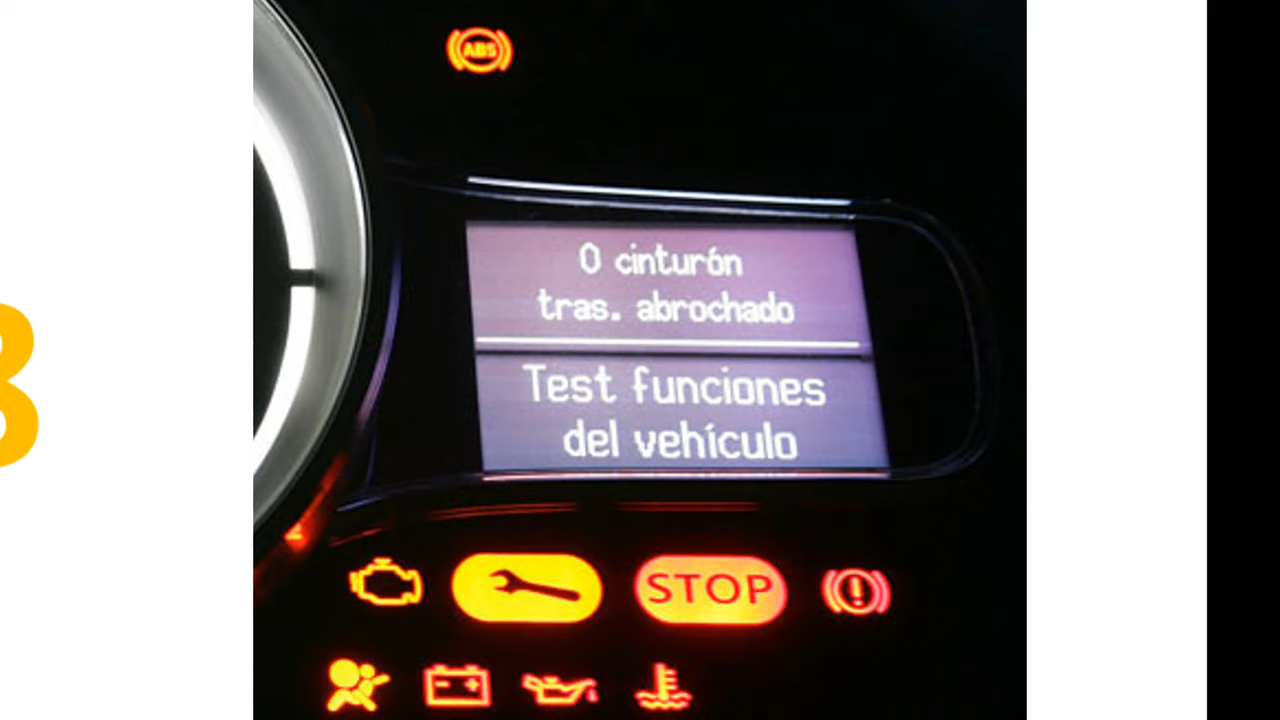 ABS
0 cinturón
tras. abrochado
Test funciones
del vehículo
STOP